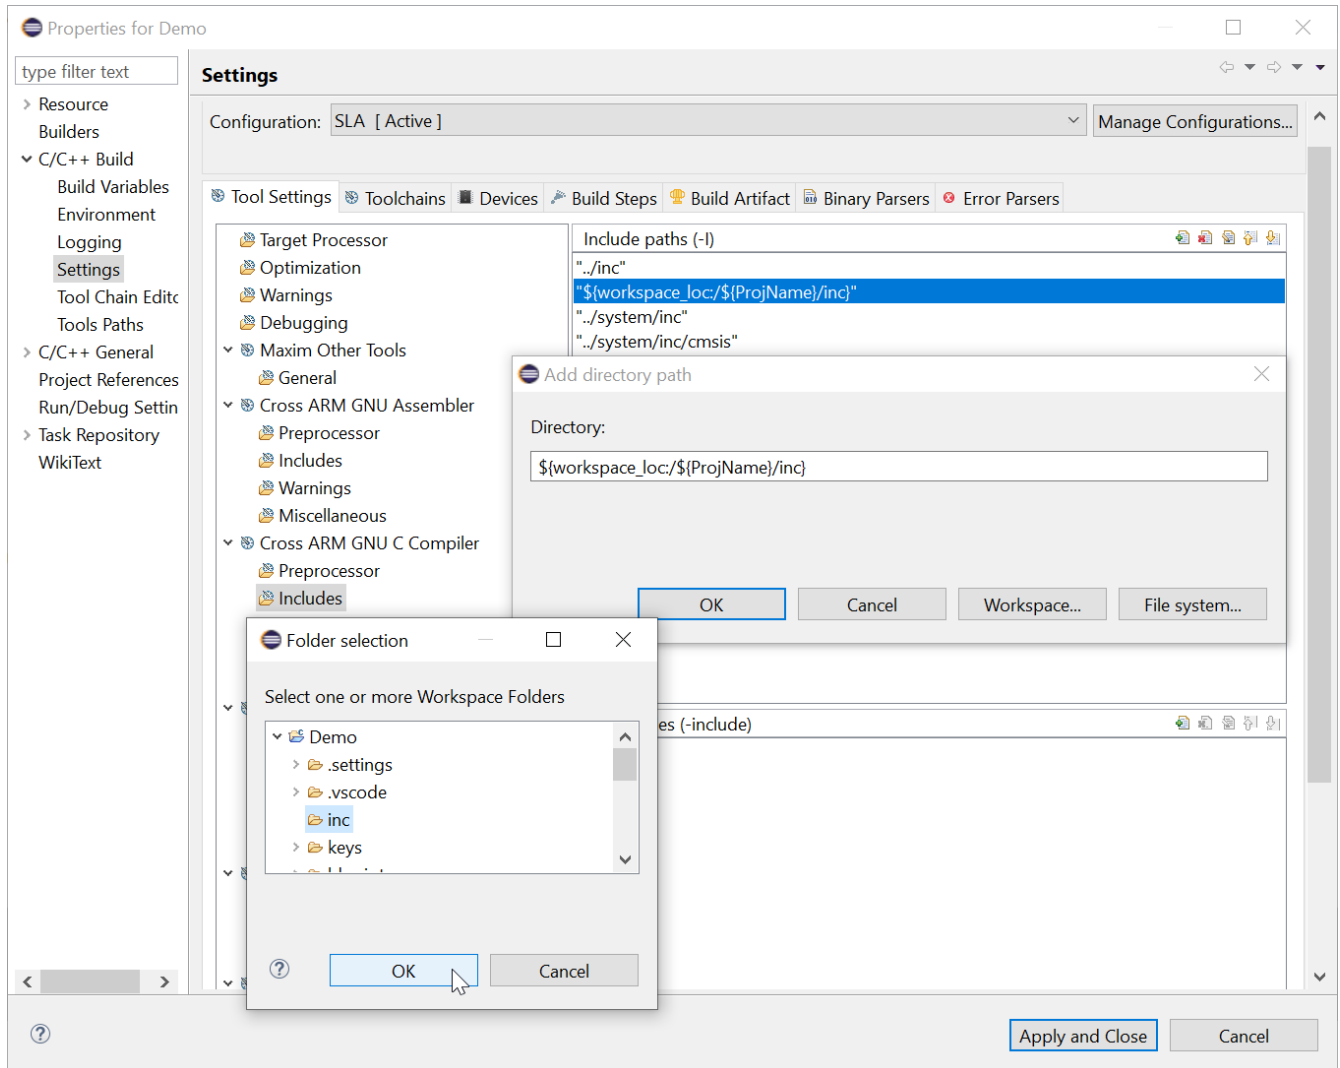 Properties for Demo
type filter text
Settings
Resource
Builders
C/C++ Build
Build Variables
Environment
Logging
Settings
Tool Chain Edito
Tools Paths
C/C++ General
Project References
Run/Debug Settin
Task Repository
WikiText
Configuration:
SLA [ Active ]
Manage Configurations...
Tool Settings
Toolchains
Devices
Build Steps
Build Artifact
Binary Parsers
Error Parsers
Target Processor
Optimization
Warnings
Debugging
Maxim Other Tools
General
Cross ARM GNU Assembler
Preprocessor
Includes
Warnings
Miscellaneous
Cross ARM GNU C Compiler
Preprocessor
Includes
Include paths (-I)
"../inc"
"${workspace_loc:/${ProjName}/inc}"
"../system/inc"
"../system/inc/cmsis"
Add directory path
Directory:
${workspace_loc:/${ProjName}/inc}
OK
Cancel
Workspace...
File system...
es (-include)
Folder selection
Select one or more Workspace Folders
Demo
.settings
.vscode
inc
keys
OK
Cancel
Apply and Close
Cancel